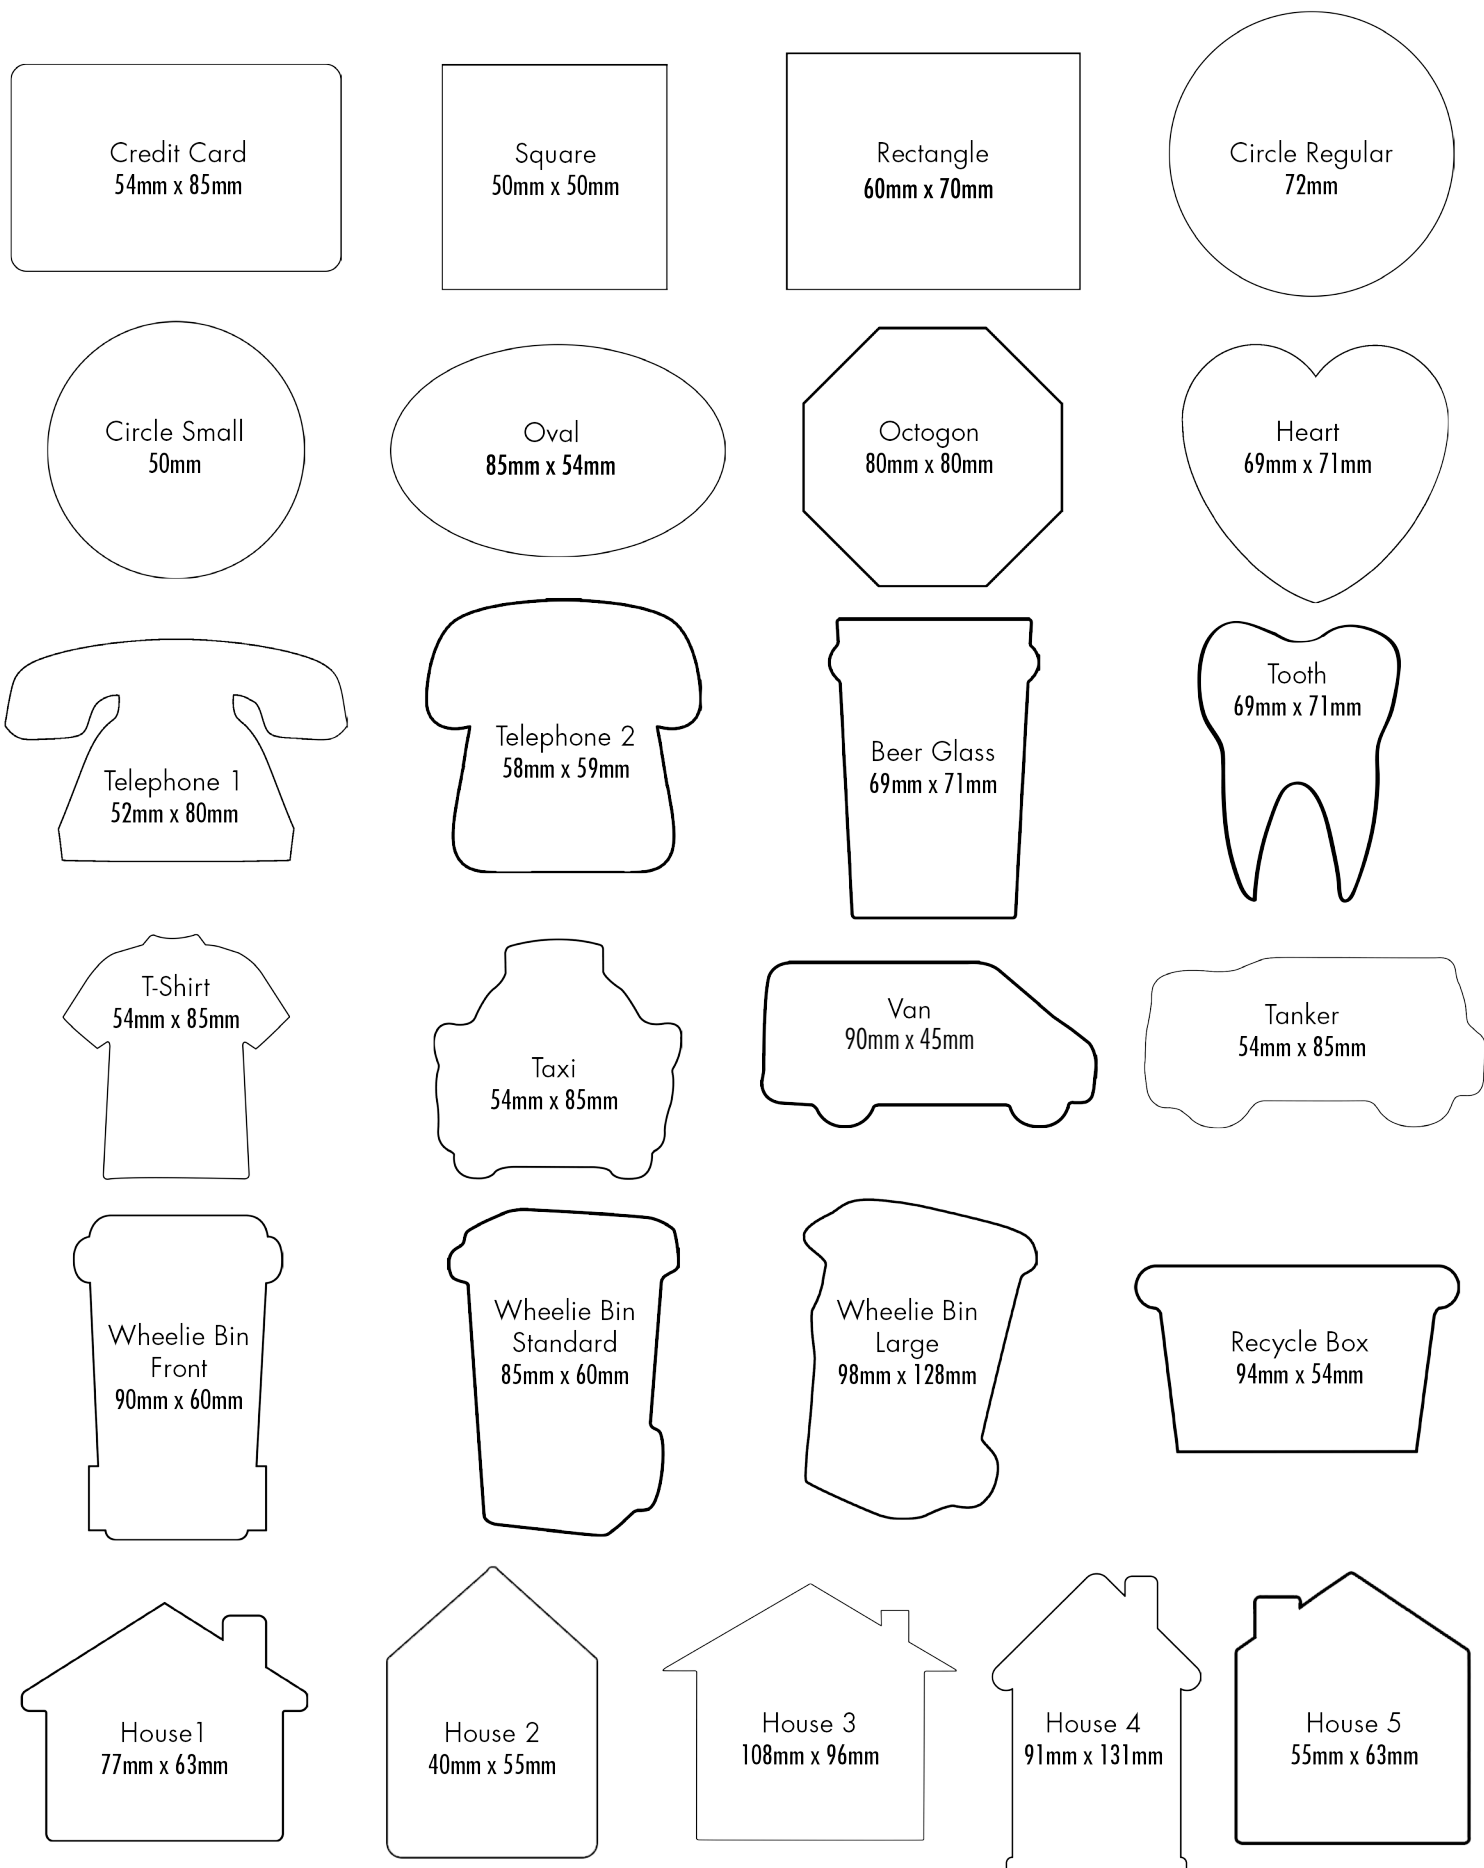 Credit Card
54mm x 85mm
Square
50mm x 50mm
Rectangle
60mm x 70mm
Circle Regular
72mm
Circle Small
50mm
Oval
85mm x 54mm
Octogon
80mm x 80mm
Heart
69mm x 71mm
Telephone 1
52mm x 80mm
Telephone 2
58mm x 59mm
Beer Glass
69mm x 71mm
Tooth
69mm x 71mm
T-Shirt
54mm x 85mm
Taxi
54mm x 85mm
Van
90mm x 45mm
Tanker
54mm x 85mm
Wheelie Bin
Front
90mm x 60mm
Wheelie Bin
Standard
85mm x 60mm
Wheelie Bin
Large
98mm x 128mm
Recycle Box
94mm x 54mm
House1
77mm x 63mm
House 2
40mm x 55mm
House 3
108mm x 96mm
House 4
91mm x 131mm
House 5
55mm x 63mm